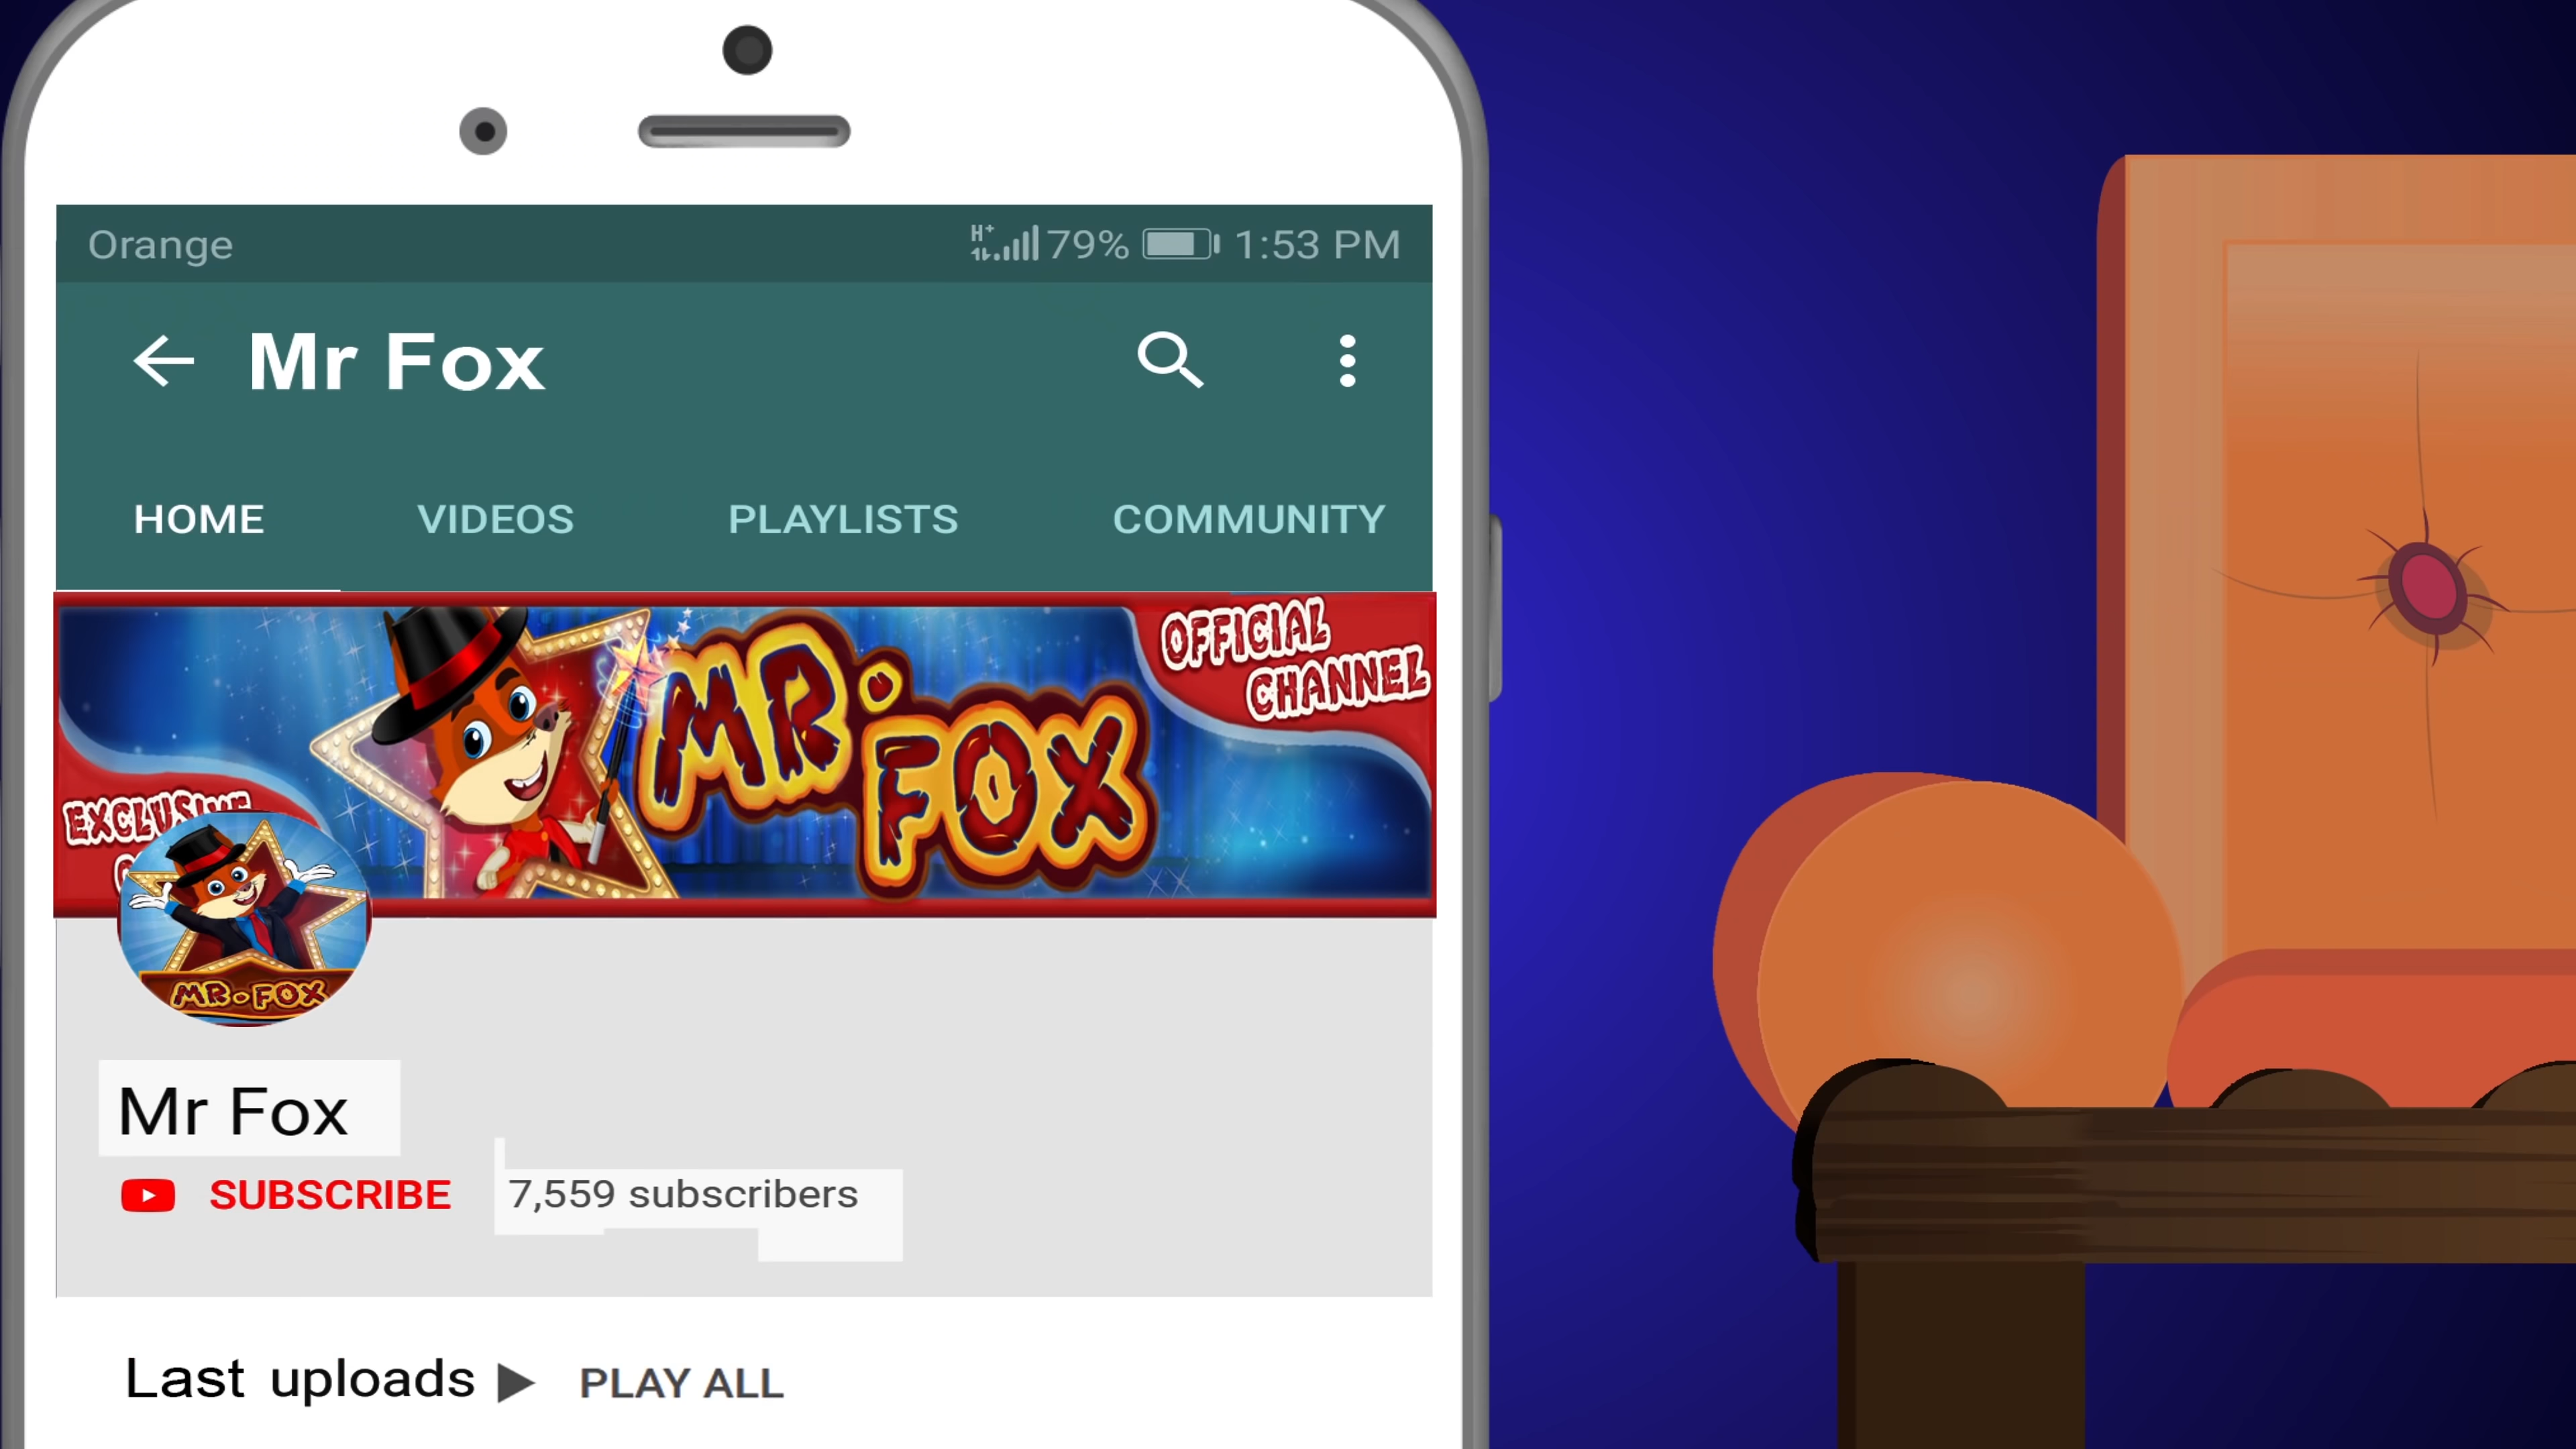 Orange H+ 79% 1:53 PM
Mr Fox
HOME VIDEOS PLAYLISTS COMMUNITY
OFFICIAL
CHANNEL
MR. FOX
EXCLUSIVE
MR. FOX
Mr Fox
SUBSCRIBE 7,559 subscribers
Last uploads PLAY ALL